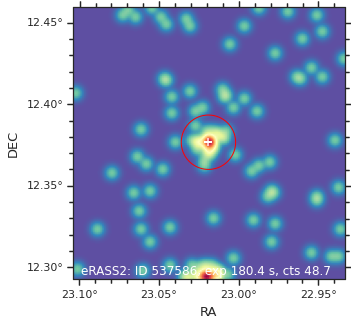 12.45°
12.40°
DEC
12.35°
12.30°
eRASS2: ID 537586, exp 180.4 s, cts 48.7
23.10° 23.05° 23.00° 22.95°
RA